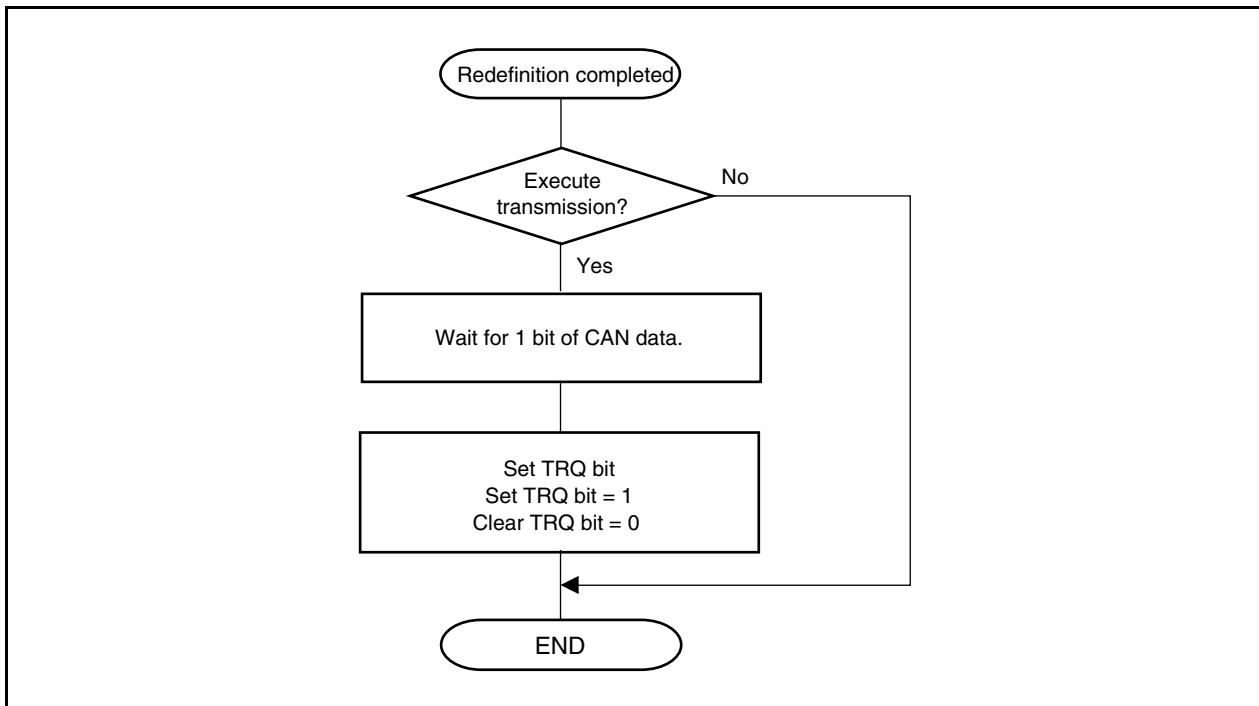 Redefinition completed
Execute
transmission?
No
Yes
Wait for 1 bit of CAN data.
Set TRQ bit
Set TRQ bit = 1
Clear TRQ bit = 0
END